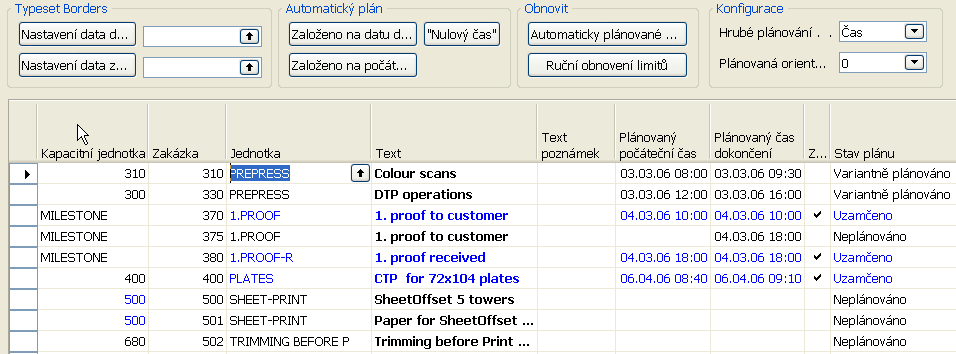 Typeset Borders
Automatický plán
Obnovit
Konfigurace
Nastavení data d...
Založeno na datu d...
"Nulový čas"
Automaticky plánované ...
Hrubé plánování . . Čas
Nastavení data z...
Založeno na počát...
Ruční obnovení limitů
Plánovaná orient... 0
Kapacitní jednotka Zakázka Jednotka Text Text poznámek Plánovaný počáteční čas Plánovaný čas dokončení Z... Stav plánu
310 310 PREPRESS Colour scans 03.03.06 08:00 03.03.06 09:30 Variantně plánováno
300 330 PREPRESS DTP operations 03.03.06 12:00 03.03.06 16:00 Variantně plánováno
MILESTONE 370 1.PROOF 1. proof to customer 04.03.06 10:00 04.03.06 10:00 Uzamčeno
MILESTONE 375 1.PROOF 1. proof to customer 04.03.06 18:00 Neplánováno
MILESTONE 380 1.PROOF-R 1. proof received 04.03.06 18:00 04.03.06 18:00 Uzamčeno
400 400 PLATES CTP for 72x104 plates 06.04.06 08:40 06.04.06 09:10 Uzamčeno
500 500 SHEET-PRINT SheetOffset 5 towers Neplánováno
500 501 SHEET-PRINT Paper for SheetOffset ... Neplánováno
680 502 TRIMMING BEFORE P Trimming before Print ... Neplánováno